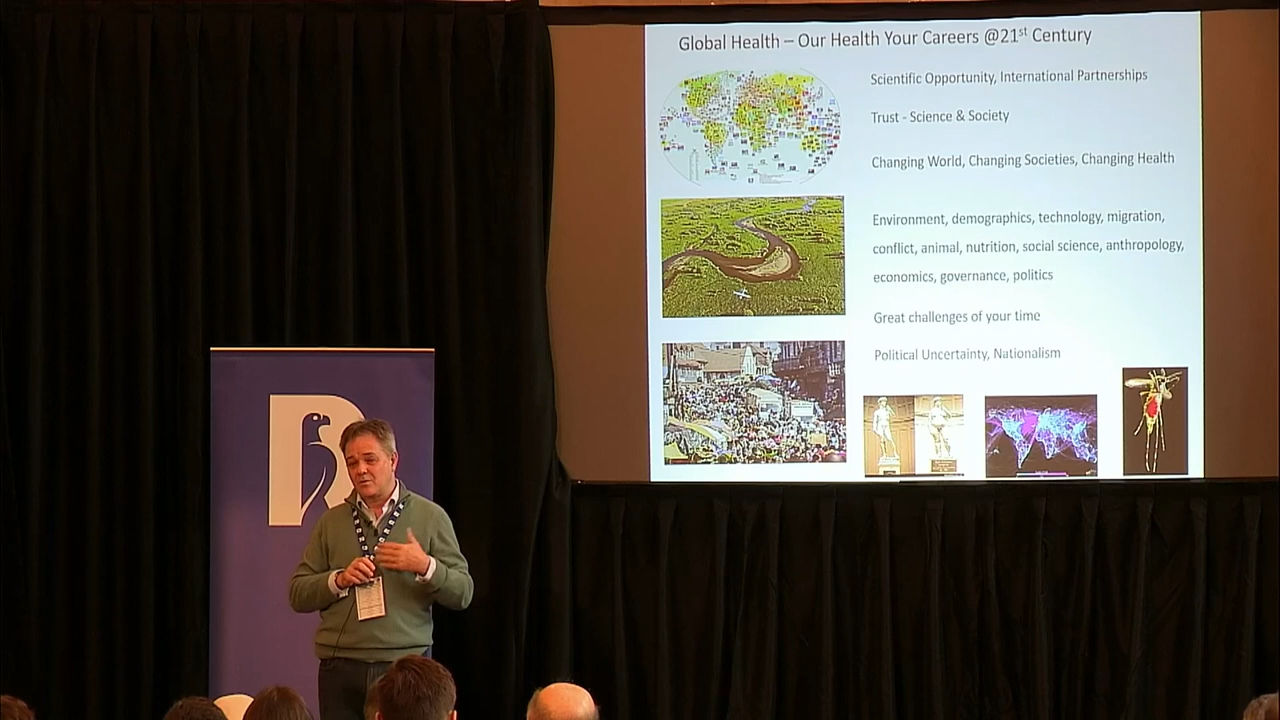 Global Health – Our Health Your Careers @21st Century
Scientific Opportunity, International Partnerships
Trust - Science & Society
Changing World, Changing Societies, Changing Health
Environment, demographics, technology, migration,
conflict, animal, nutrition, social science, anthropology,
economics, governance, politics
Great challenges of your time
Political Uncertainty, Nationalism